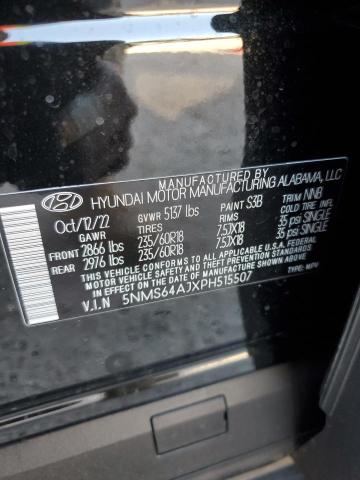 MANUFACTURED BY
HYUNDAI MOTOR MANUFACTURING ALABAMA, LLC
Oct/12/22 GVWR 5137 lbs PAINT S3B TRIM NNB
GAWR TIRES RIMS COLD TIRE INF
FRONT 2866 lbs 235/60R18 7.5JX18 35 psi SINGLE
REAR 2976 lbs 235/60R18 7.5JX18 35 psi SINGLE
THIS VEHICLE CONFORMS TO ALL APPLICABLE U.S.A. FEDERAL
MOTOR VEHICLE SAFETY, BUMPER, AND THEFT PREVENTION STANDARDS
IN EFFECT ON THE DATE OF MANUFACTURE SHOWN ABOVE.
V.I.N 5NMS64AJXPH515507 TYPE: MPV